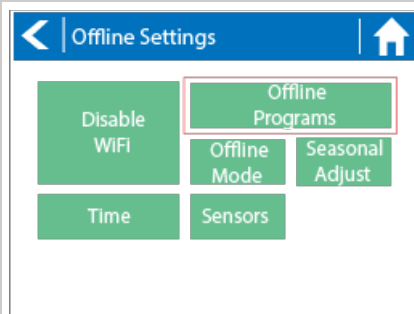 Offline Settings
Offline
Programs
Disable
WiFi
Offline
Mode
Seasonal
Adjust
Time
Sensors